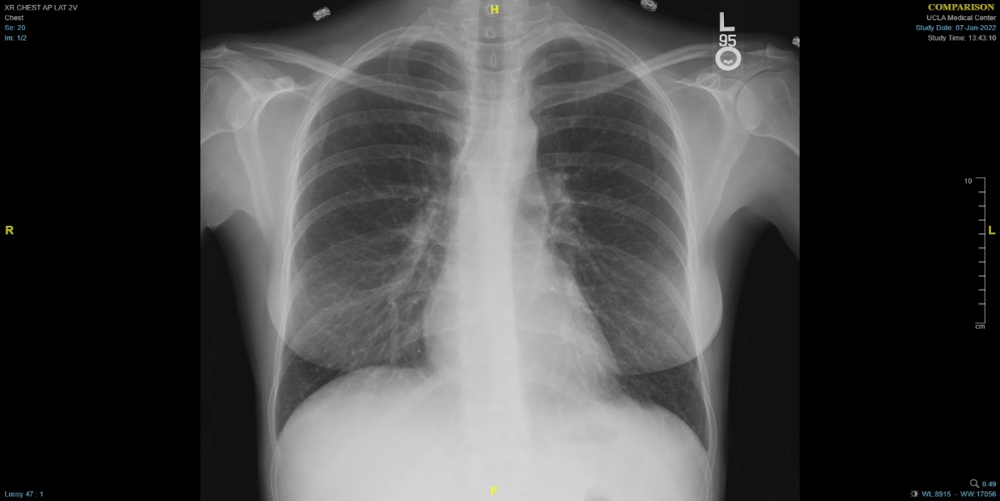 XR CHEST AP LAT 2V
Chest
Se: 20
Im: 1/2
H
COMPARISON
UCLA Medical Center
Study Date: 07-Jan-2022
Study Time: 13:43:10
L
95
R
10
L
cm
F
Lossy 47 : 1
0.49
WL:8915 - WW:17056